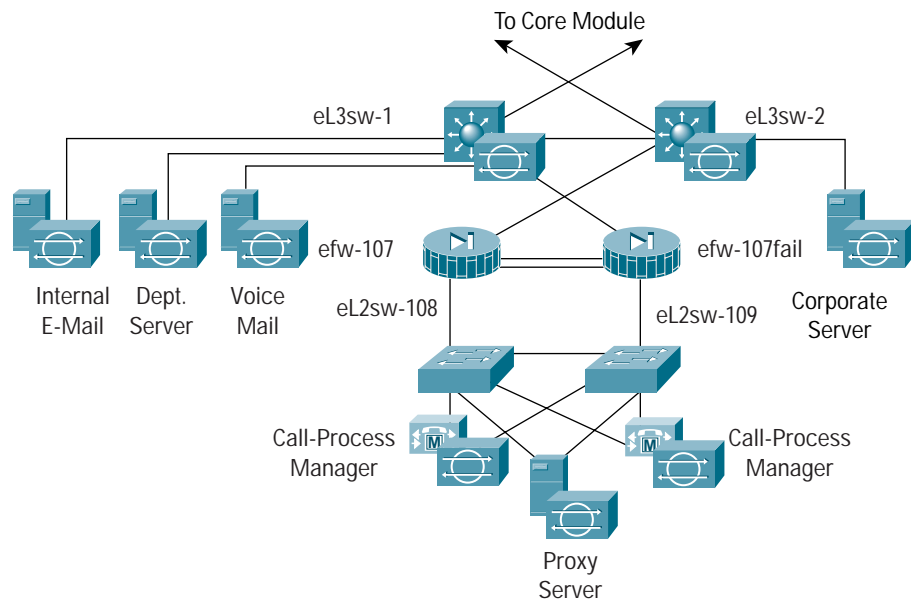 To Core Module
eL3sw-1
eL3sw-2
efw-107
efw-107fail
Internal
E-Mail
Dept.
Server
Voice
Mail
eL2sw-108
eL2sw-109
Corporate
Server
Call-Process
Manager
M
M
Call-Process
Manager
Proxy
Server